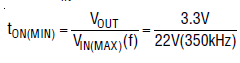 tON(MIN) = VOUT / VIN(MAX)(f) = 3.3V / 22V(350kHz)